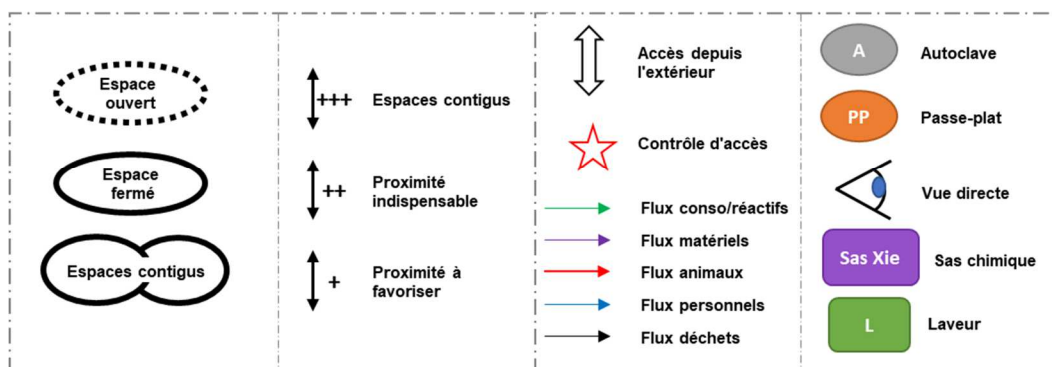 Espace
ouvert
Espace
fermé
Espaces contigus
+++ Espaces contigus
++ Proximité
indispensable
+ Proximité à
favoriser
Accès depuis
l'extérieur
Contrôle d'accès
Flux conso/réactifs
Flux matériels
Flux animaux
Flux personnels
Flux déchets
A Autoclave
PP Passe-plat
Vue directe
Sas Xie Sas chimique
L Laveur